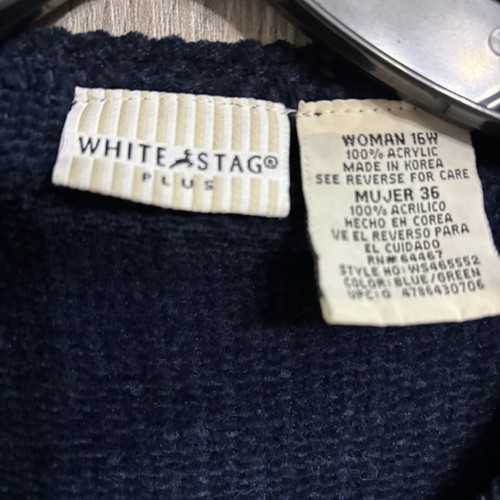 WHITE STAG®
PLUS
WOMAN 16W
100% ACRYLIC
MADE IN KOREA
SEE REVERSE FOR CARE
MUJER 36
100% ACRILICO
HECHO EN COREA
VE EL REVERSO PARA
EL CUIDADO
RN# 64467
STYLE NO: WS465552
COLOR: BLUE/GREEN
UPC: 0 4786430706